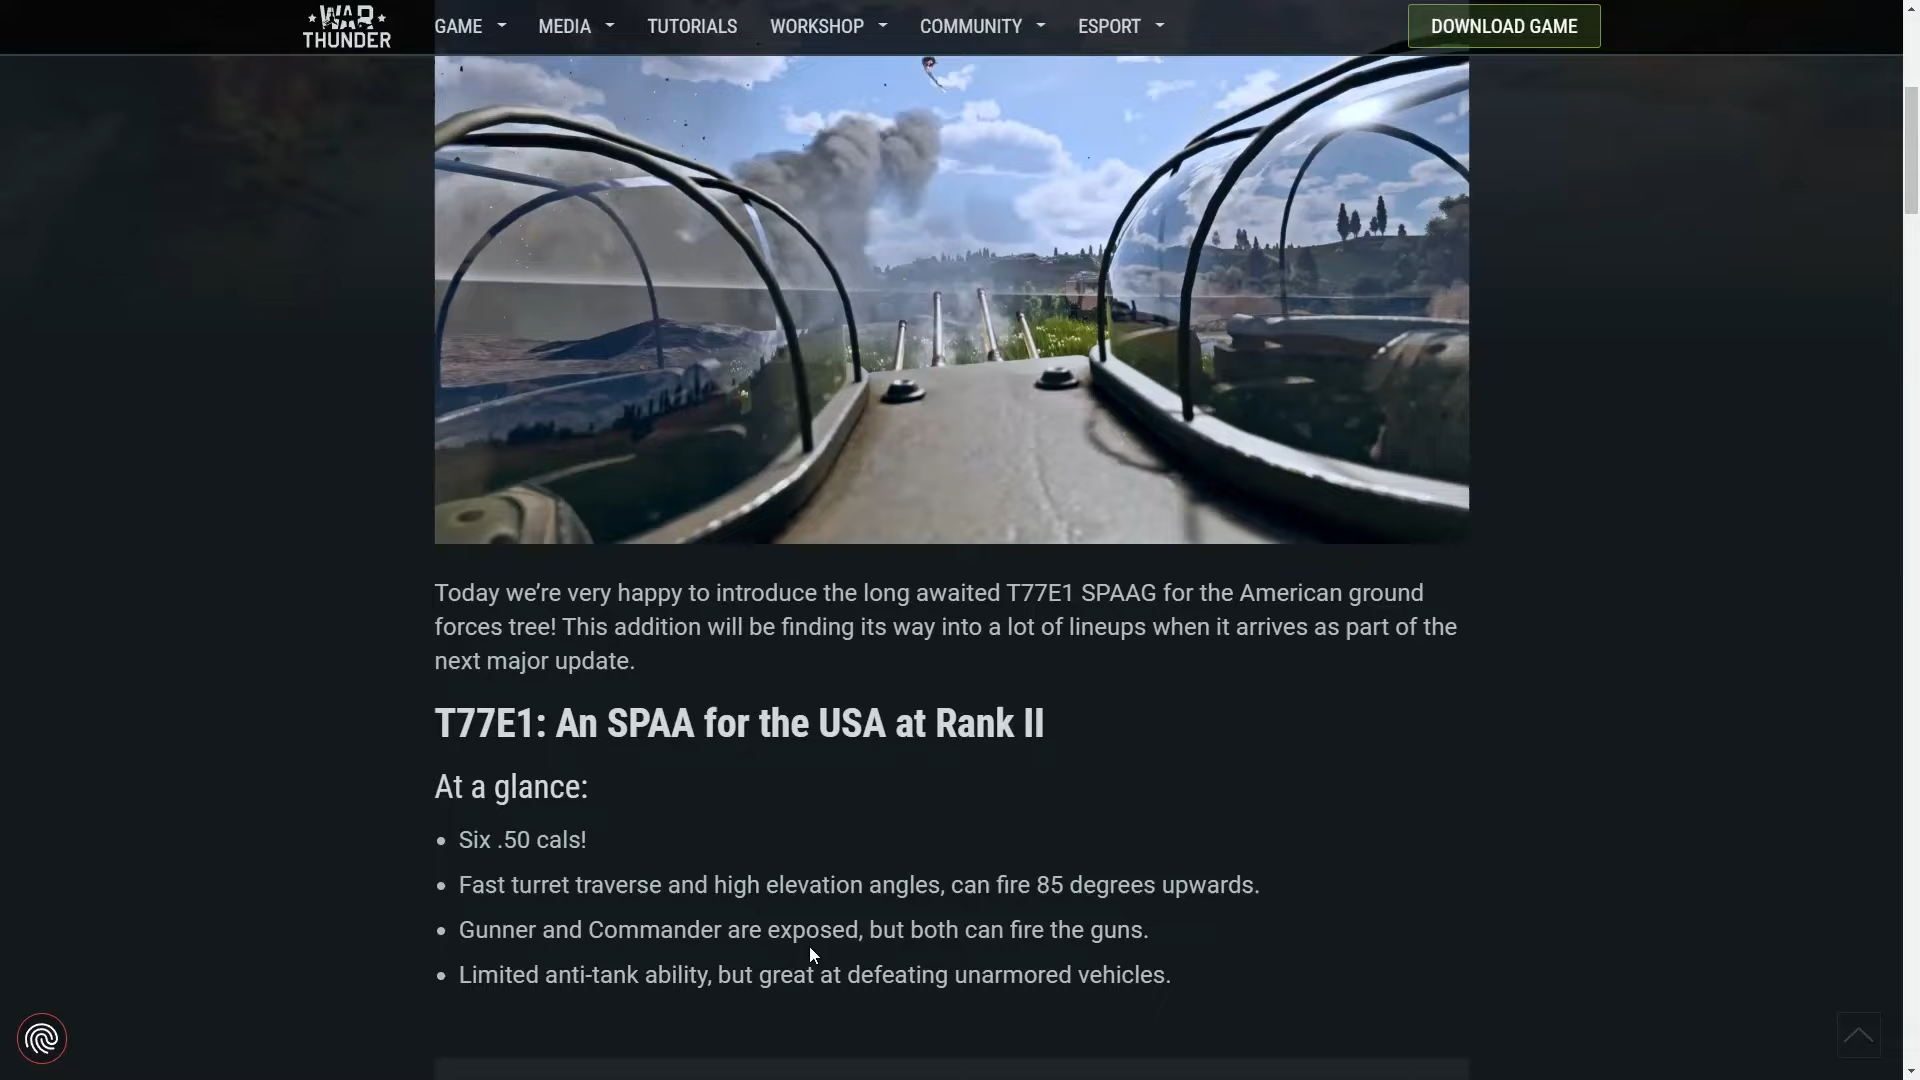 WAR
THUNDER
GAME
MEDIA
TUTORIALS
WORKSHOP
COMMUNITY
ESPORT
DOWNLOAD GAME
Today we’re very happy to introduce the long awaited T77E1 SPAAG for the American ground
forces tree! This addition will be finding its way into a lot of lineups when it arrives as part of the
next major update.
T77E1: An SPAA for the USA at Rank II
At a glance:
• Six .50 cals!
• Fast turret traverse and high elevation angles, can fire 85 degrees upwards.
• Gunner and Commander are exposed, but both can fire the guns.
• Limited anti-tank ability, but great at defeating unarmored vehicles.